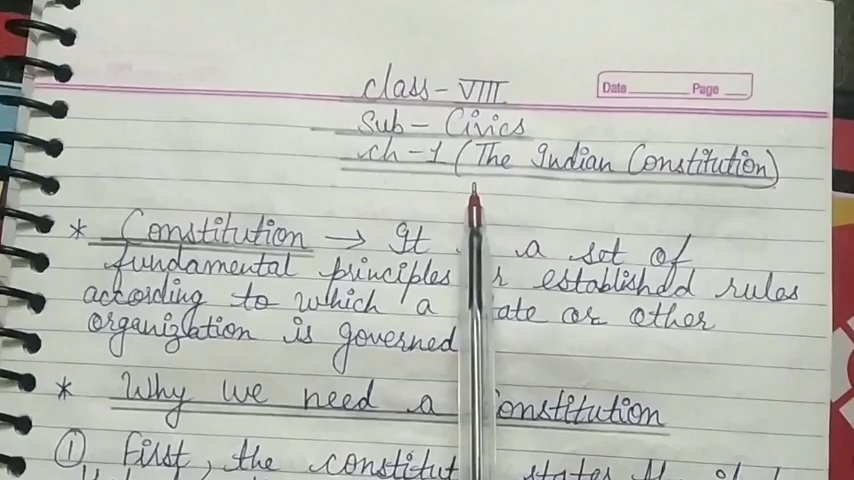 Class - VIII
Date Page
Sub - Civics
Ch - 1 (The Indian Constitution)
* Constitution → It a set of
fundamental principles established rules
according to which a or other
organization is governed
* Why we need a
① First, the